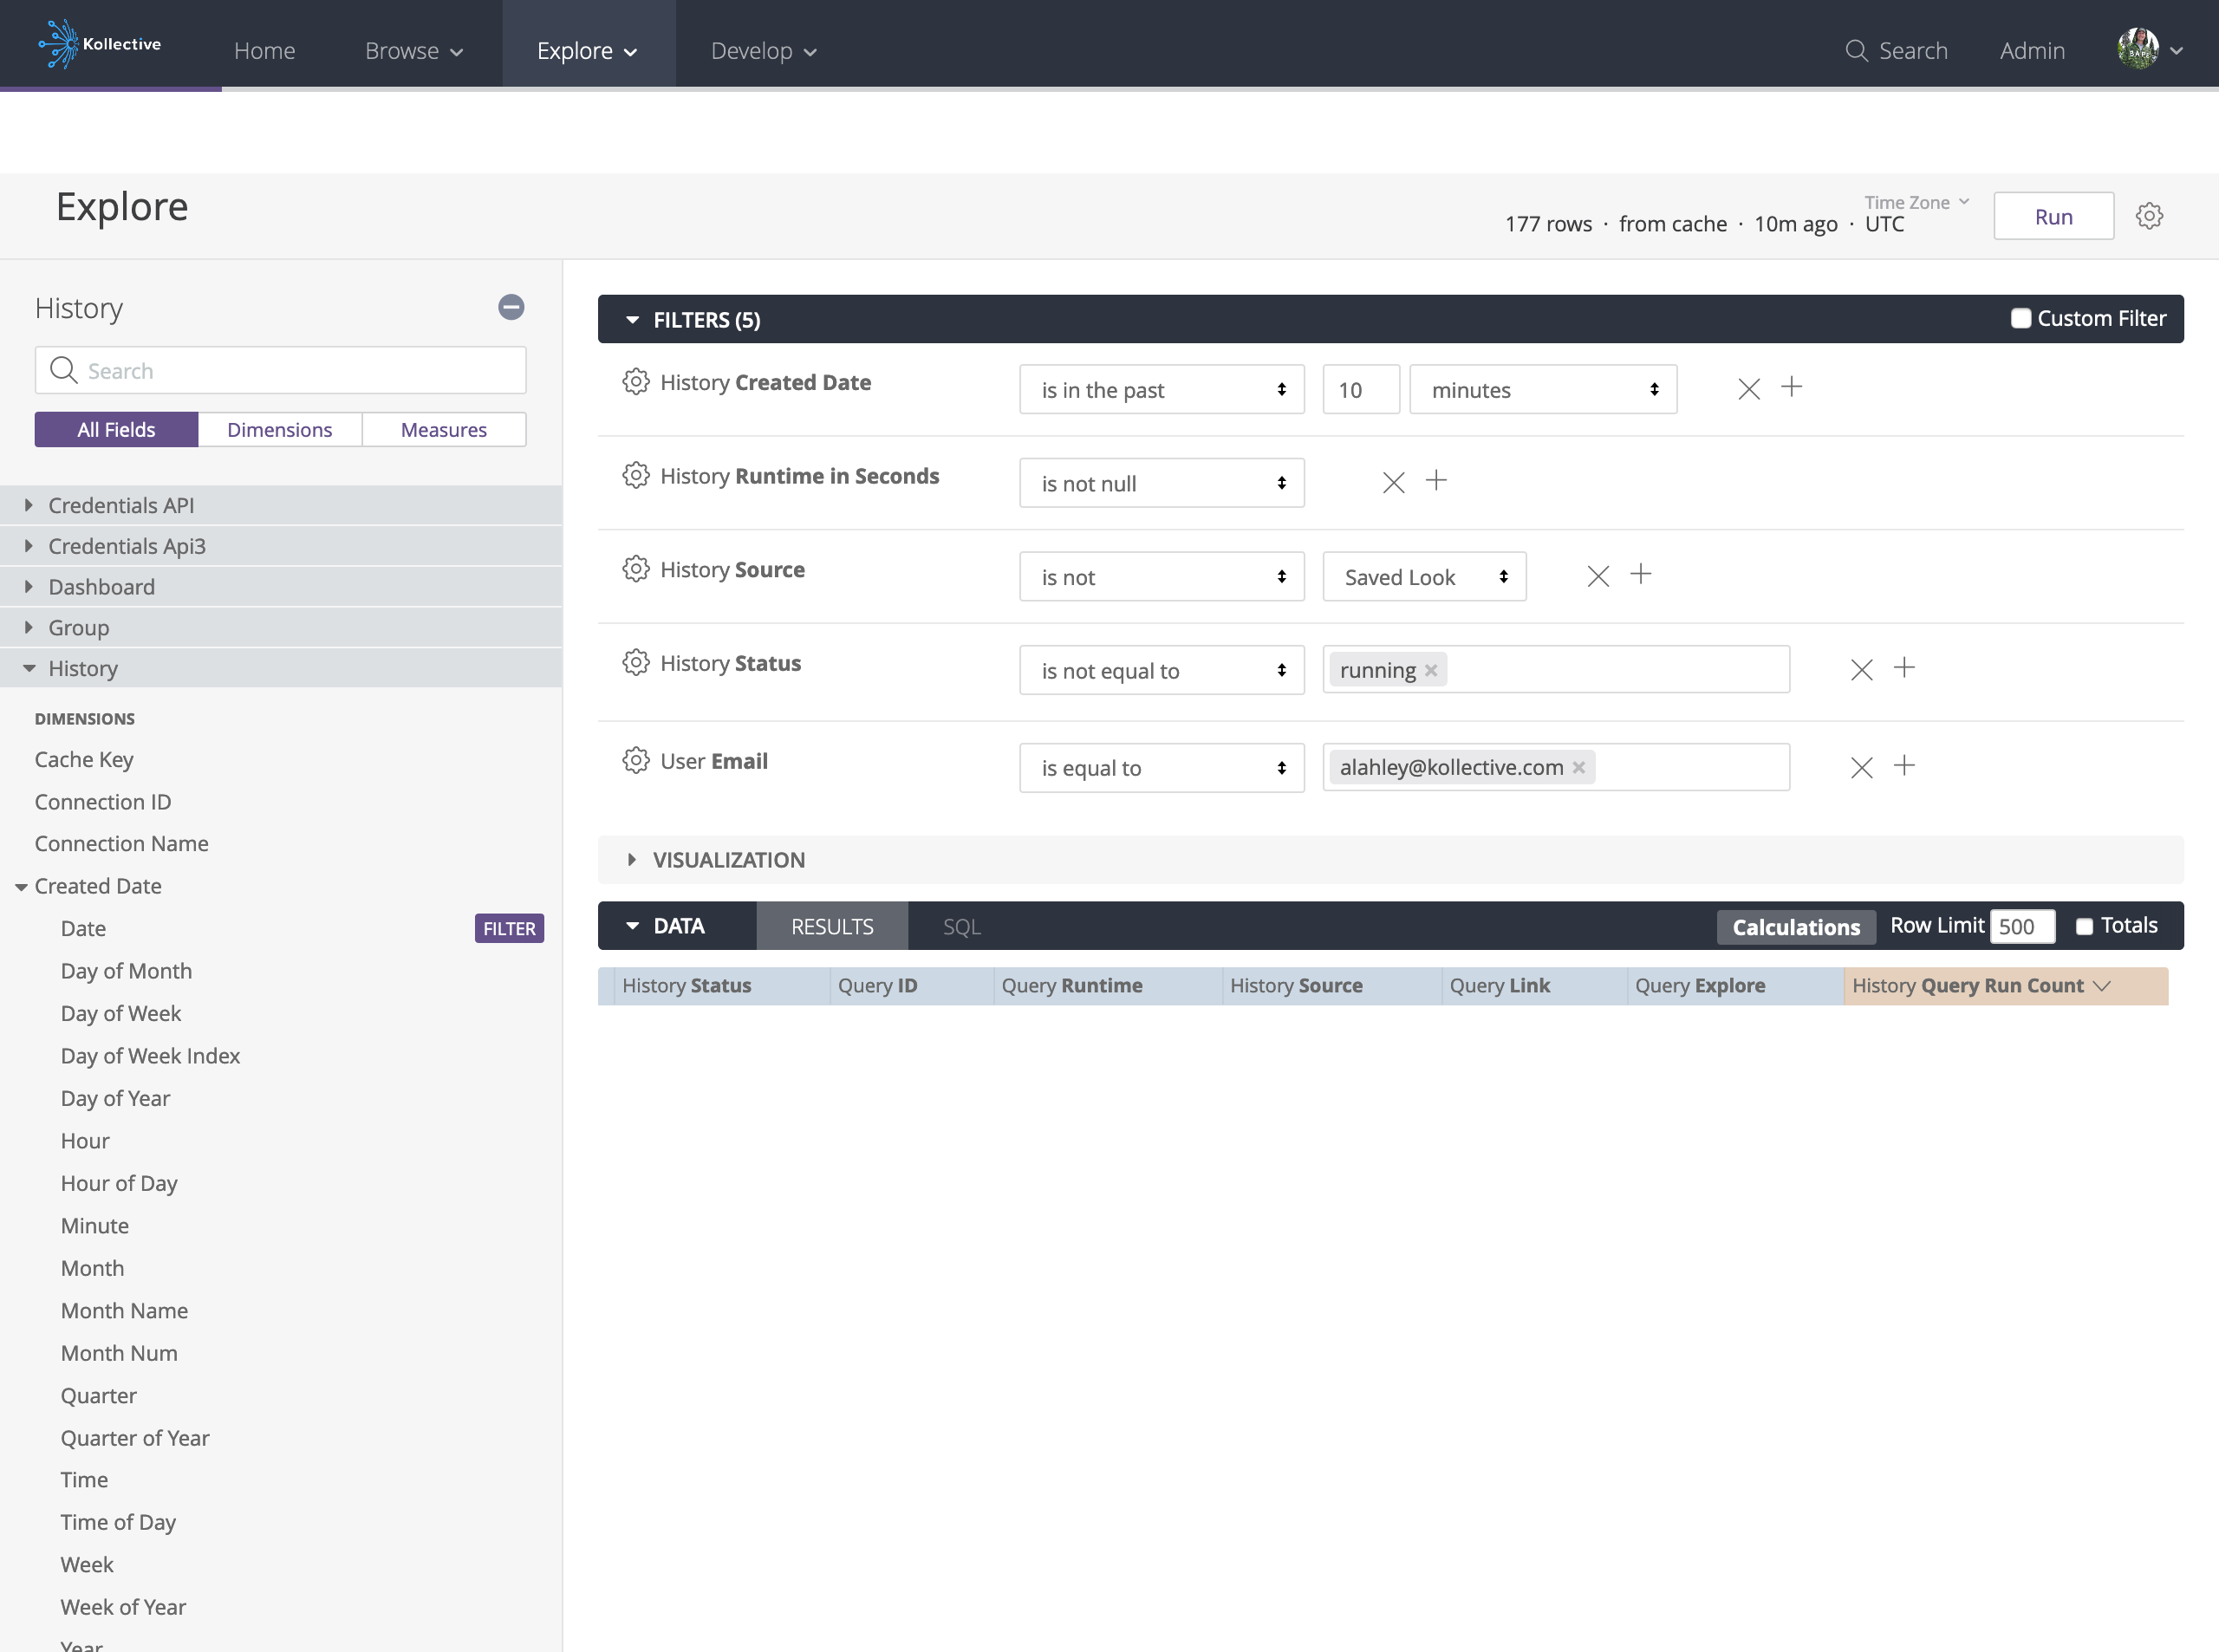 Kollective
Home
Browse
Explore
Develop
Search
Admin
Explore
177 rows · from cache · 10m ago ·
Time Zone
UTC
Run
History
Search
All Fields
Dimensions
Measures
Credentials API
Credentials Api3
Dashboard
Group
History
DIMENSIONS
Cache Key
Connection ID
Connection Name
Created Date
Date
FILTER
Day of Month
Day of Week
Day of Week Index
Day of Year
Hour
Hour of Day
Minute
Month
Month Name
Month Num
Quarter
Quarter of Year
Time
Time of Day
Week
Week of Year
Year
FILTERS (5)
Custom Filter
History Created Date
is in the past
10
minutes
History Runtime in Seconds
is not null
History Source
is not
Saved Look
History Status
is not equal to
running
User Email
is equal to
alahley@kollective.com
VISUALIZATION
DATA
RESULTS
SQL
Calculations
Row Limit 500
Totals
History Status
Query ID
Query Runtime
History Source
Query Link
Query Explore
History Query Run Count